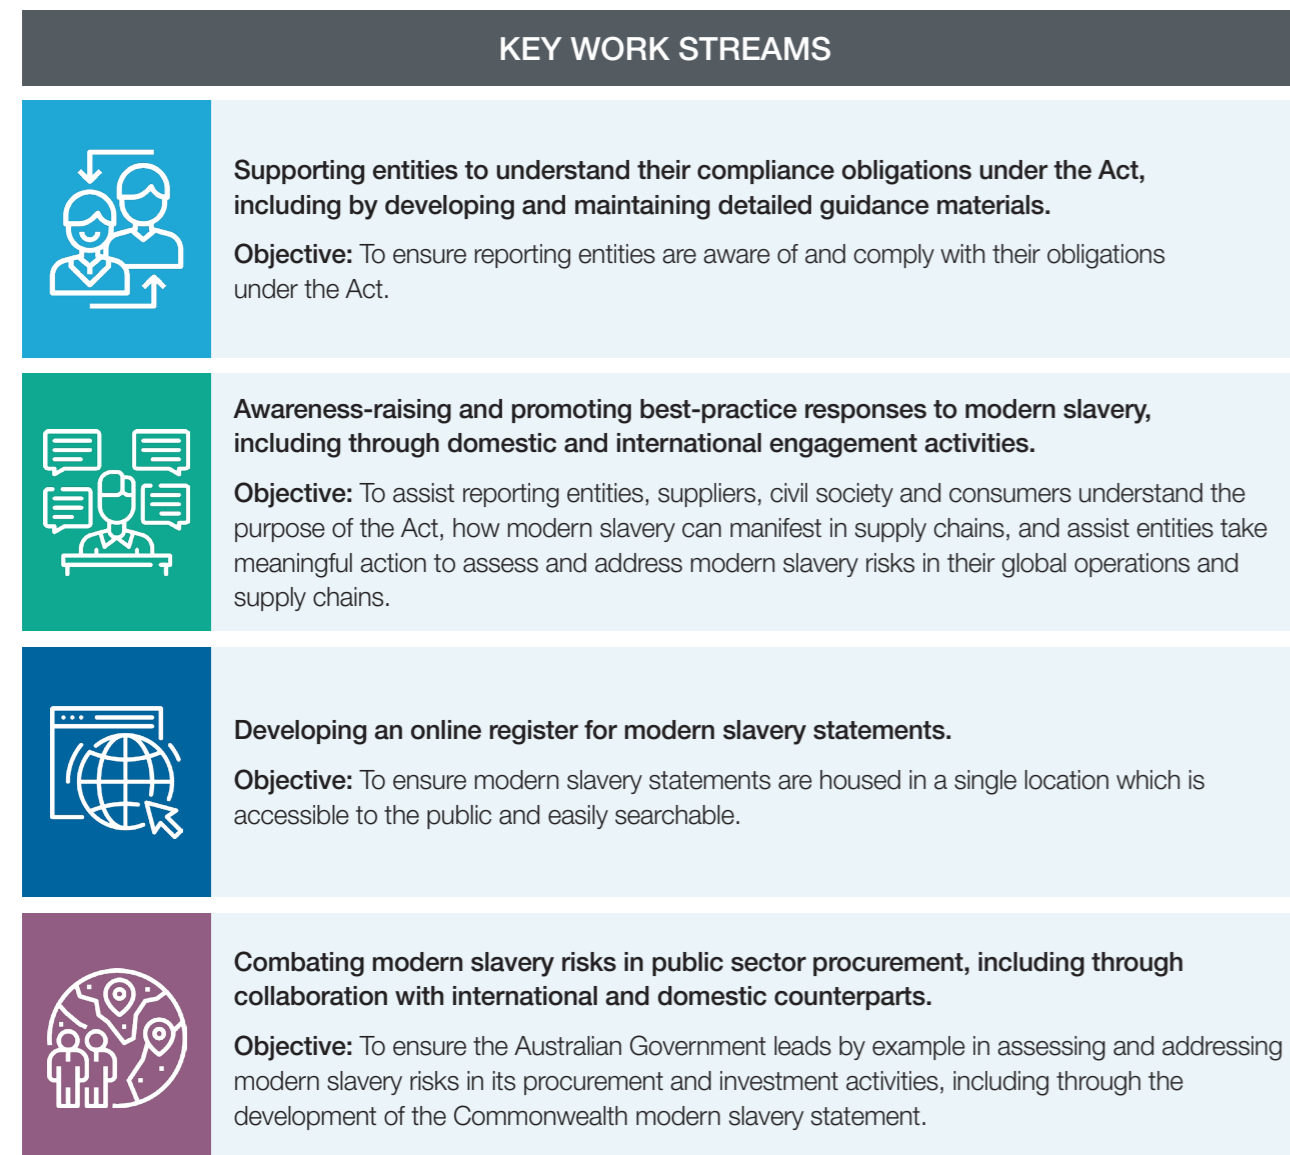 KEY WORK STREAMS
Supporting entities to understand their compliance obligations under the Act,
including by developing and maintaining detailed guidance materials.
Objective: To ensure reporting entities are aware of and comply with their obligations
under the Act.
Awareness-raising and promoting best-practice responses to modern slavery,
including through domestic and international engagement activities.
Objective: To assist reporting entities, suppliers, civil society and consumers understand the
purpose of the Act, how modern slavery can manifest in supply chains, and assist entities take
meaningful action to assess and address modern slavery risks in their global operations and
supply chains.
Developing an online register for modern slavery statements.
Objective: To ensure modern slavery statements are housed in a single location which is
accessible to the public and easily searchable.
Combating modern slavery risks in public sector procurement, including through
collaboration with international and domestic counterparts.
Objective: To ensure the Australian Government leads by example in assessing and addressing
modern slavery risks in its procurement and investment activities, including through the
development of the Commonwealth modern slavery statement.